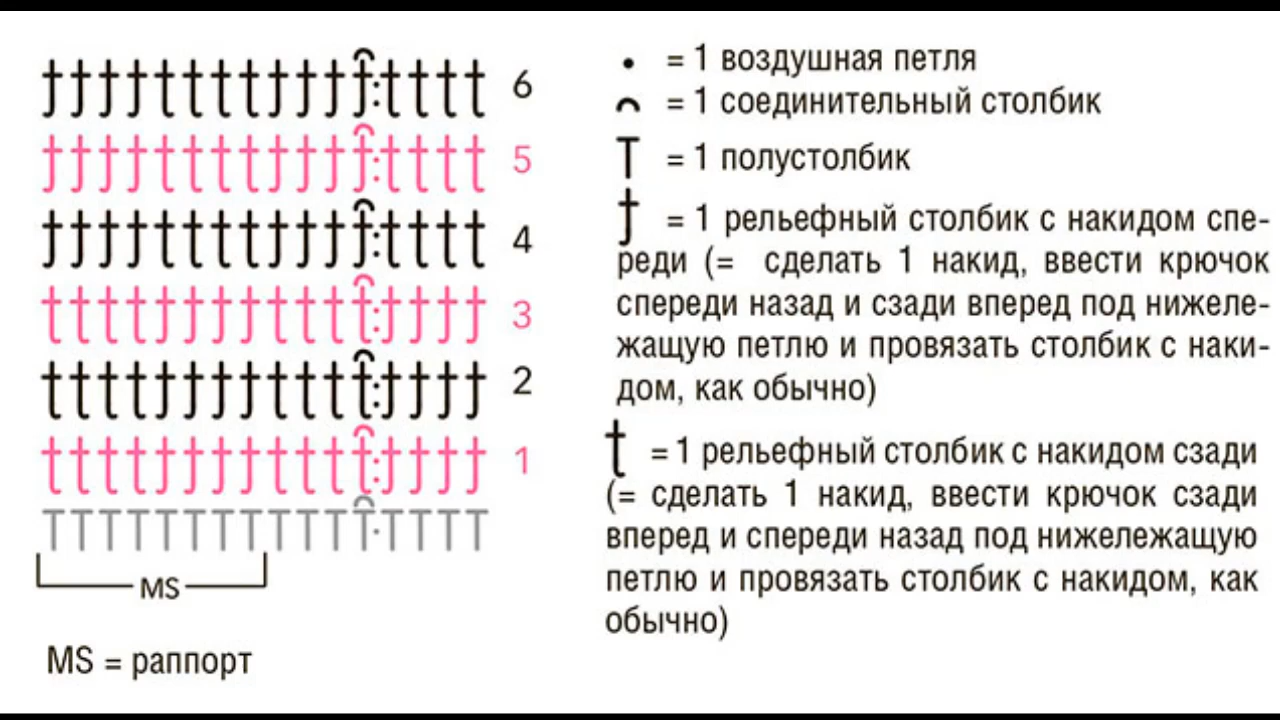 6
5
4
3
2
1
MS
MS = раппорт
= 1 воздушная петля
= 1 соединительный столбик
= 1 полустолбик
= 1 рельефный столбик с накидом спе-
реди (= сделать 1 накид, ввести крючок
спереди назад и сзади вперед под нижеле-
жащую петлю и провязать столбик с наки-
дом, как обычно)
= 1 рельефный столбик с накидом сзади
(= сделать 1 накид, ввести крючок сзади
вперед и спереди назад под нижележащую
петлю и провязать столбик с накидом, как
обычно)